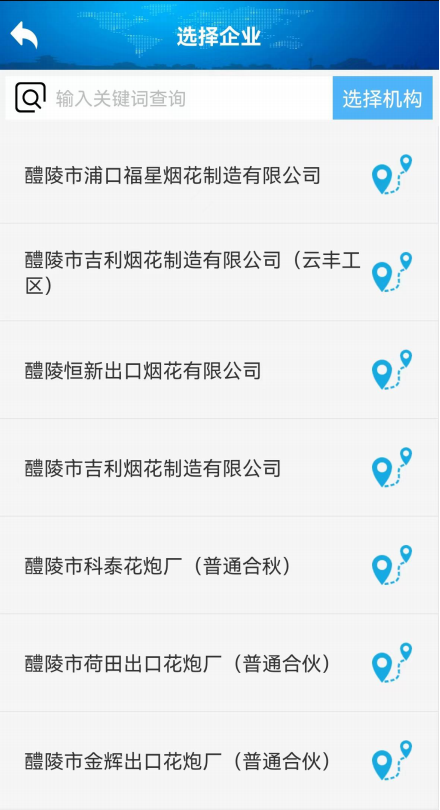 选择企业
输入关键词查询
选择机构
醴陵市浦口福星烟花制造有限公司
醴陵市吉利烟花制造有限公司（云丰工
区）
醴陵恒新出口烟花有限公司
醴陵市吉利烟花制造有限公司
醴陵市科泰花炮厂（普通合秋）
醴陵市荷田出口花炮厂（普通合伙）
醴陵市金辉出口花炮厂（普通合伙）